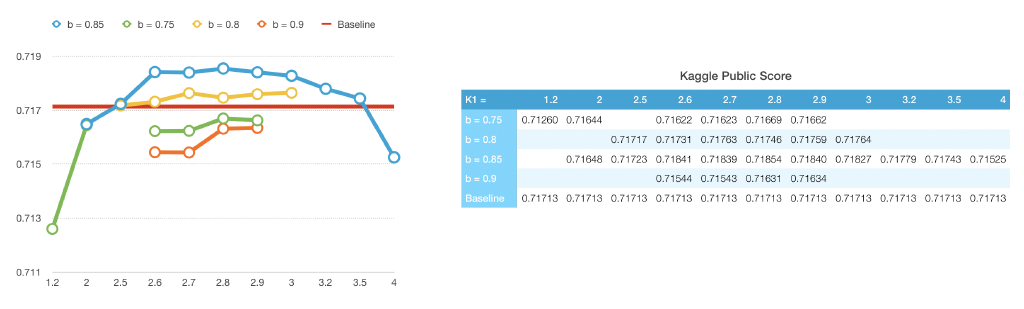 b = 0.85 b = 0.75 b = 0.8 b = 0.9 Baseline
0.719
0.717
0.715
0.713
0.711
1.2 2 2.5 2.6 2.7 2.8 2.9 3 3.2 3.5 4
Kaggle Public Score
K1 = 1.2 2 2.5 2.6 2.7 2.8 2.9 3 3.2 3.5 4
b = 0.75 0.71260 0.71644 0.71622 0.71623 0.71669 0.71662
b = 0.8 0.71717 0.71731 0.71763 0.71746 0.71759 0.71764
b = 0.85 0.71648 0.71723 0.71841 0.71839 0.71854 0.71840 0.71827 0.71779 0.71743 0.71525
b = 0.9 0.71544 0.71543 0.71631 0.71634
Baseline 0.71713 0.71713 0.71713 0.71713 0.71713 0.71713 0.71713 0.71713 0.71713 0.71713 0.71713